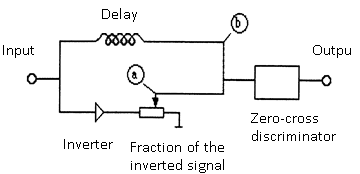 Delay
b
Input
Outpu
a
Inverter
Fraction of the
inverted signal
Zero-cross
discriminator